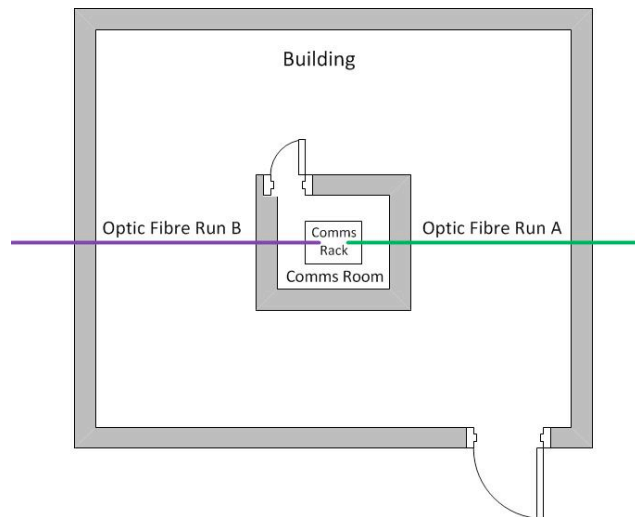 Building
Optic Fibre Run B
Comms
Rack
Optic Fibre Run A
Comms Room